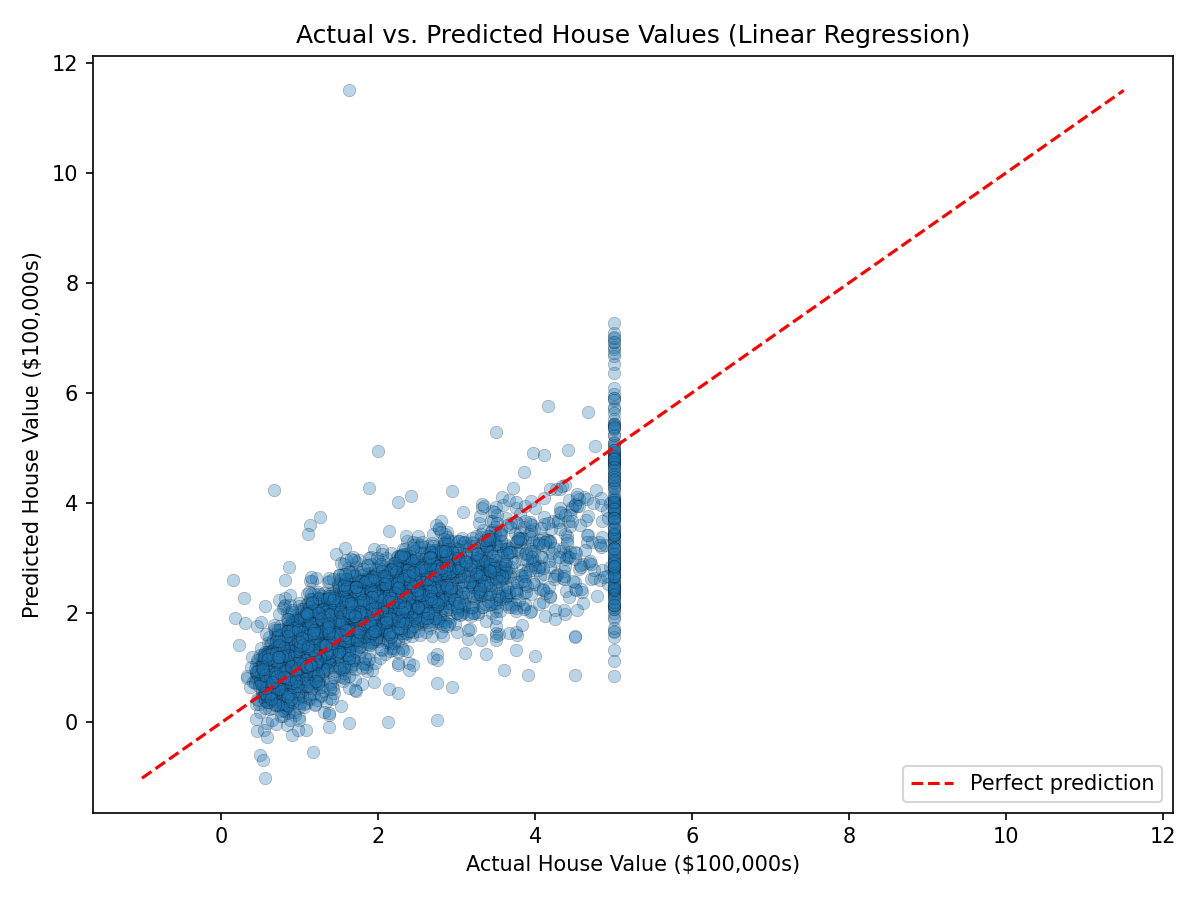 Actual vs. Predicted House Values (Linear Regression)
12
10
8
6
4
2
0
Predicted House Value ($100,000s)
Perfect prediction
0 2 4 6 8 10 12
Actual House Value ($100,000s)